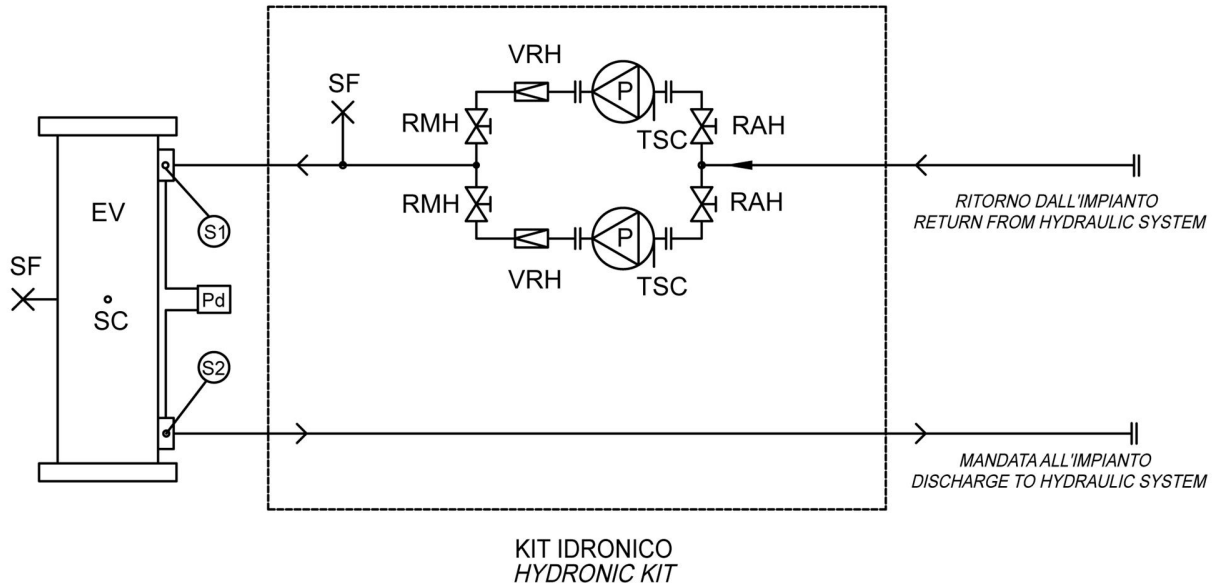 VRH
SF
P
RMH
TSC
RAH
EV
S1
RMH
P
RAH
RITORNO DALL'IMPIANTO
RETURN FROM HYDRAULIC SYSTEM
SF
VRH
TSC
Pd
SC
S2
MANDATA ALL'IMPIANTO
DISCHARGE TO HYDRAULIC SYSTEM
KIT IDRONICO
HYDRONIC KIT